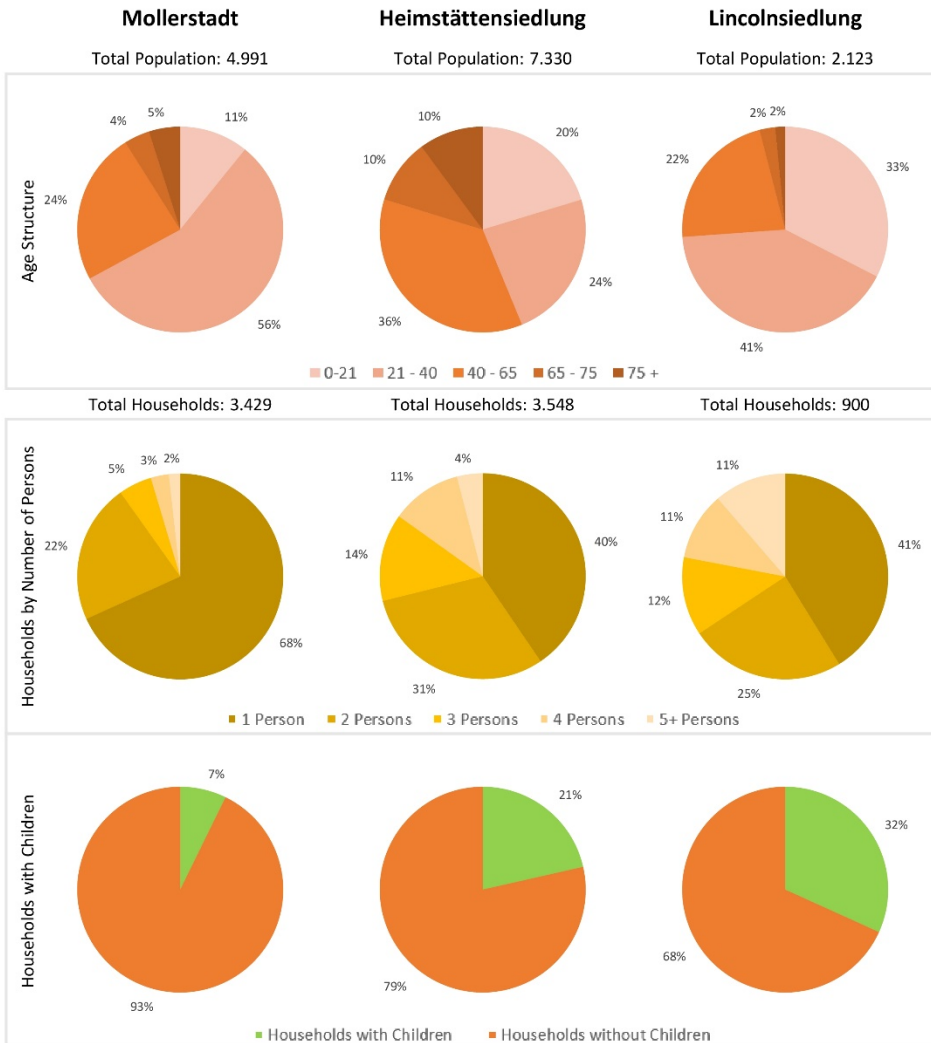 Mollerstadt
Heimstättensiedlung
Lincolnsiedlung
Total Population: 4.991
Total Population: 7.330
Total Population: 2.123
Age Structure
4%
5%
11%
24%
56%
10%
10%
20%
36%
24%
2%
2%
22%
33%
41%
0-21
21 - 40
40 - 65
65 - 75
75 +
Total Households: 3.429
Total Households: 3.548
Total Households: 900
Households by Number of Persons
5%
3%
2%
22%
68%
11%
4%
14%
40%
31%
11%
11%
12%
41%
25%
1 Person
2 Persons
3 Persons
4 Persons
5+ Persons
Households with Children
7%
93%
21%
79%
32%
68%
Households with Children
Households without Children